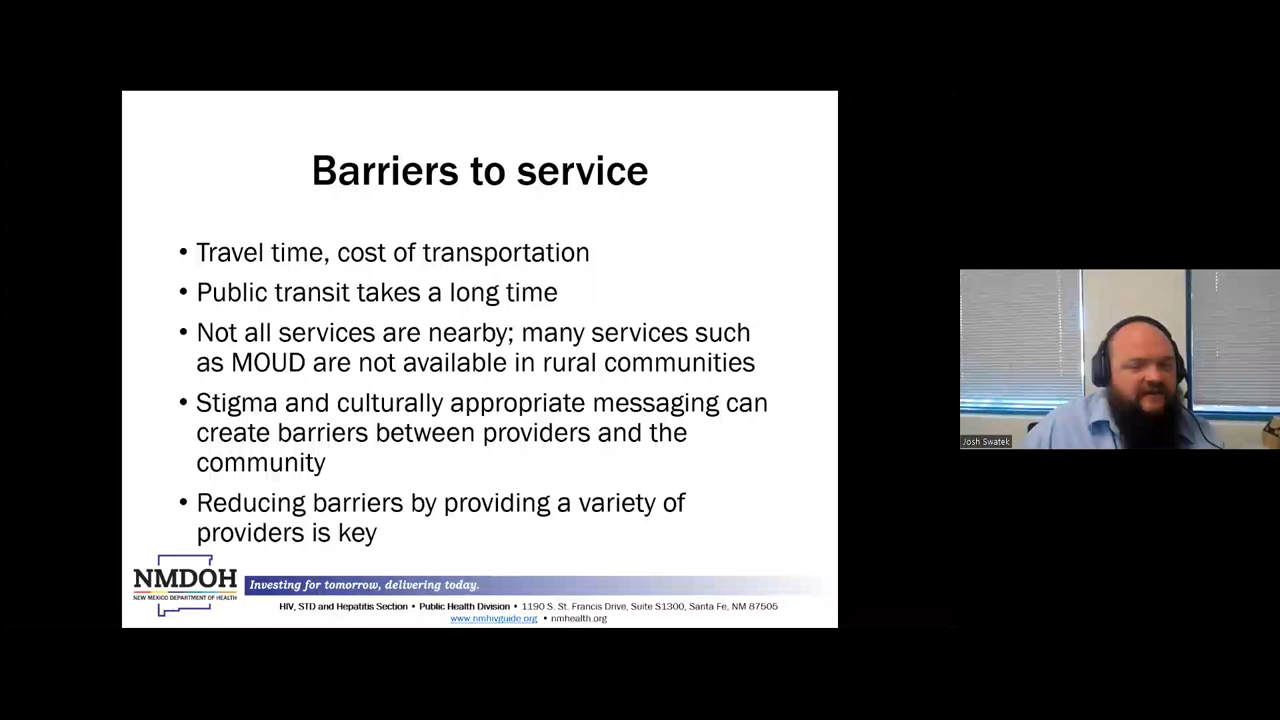 Barriers to service
• Travel time, cost of transportation
• Public transit takes a long time
• Not all services are nearby; many services such
as MOUD are not available in rural communities
• Stigma and culturally appropriate messaging can
create barriers between providers and the
community
• Reducing barriers by providing a variety of
providers is key
NMDOH
NEW MEXICO DEPARTMENT OF HEALTH
Investing for tomorrow, delivering today.
HIV, STD and Hepatitis Section • Public Health Division • 1190 S. St. Francis Drive, Suite S1300, Santa Fe, NM 87505
www.nmhivguide.org • nmhealth.org
Josh Swatek